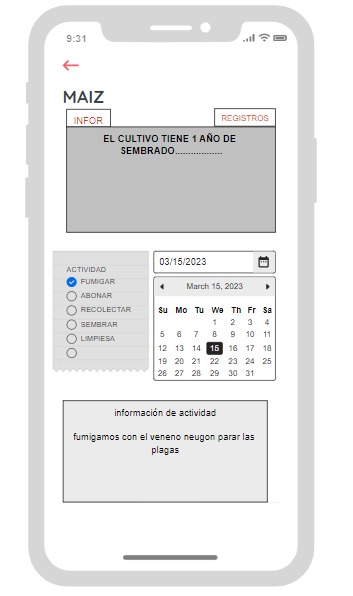 9:31
MAIZ
INFOR
REGISTROS
EL CULTIVO TIENE 1 AÑO DE
SEMBRADO..................
ACTIVIDAD
FUMIGAR
ABONAR
RECOLECTAR
SEMBRAR
LIMPIESA
03/15/2023
March 15, 2023
Su Mo Tu We Th Fr Sa
1 2 3 4
5 6 7 8 9 10 11
12 13 14 15 16 17 18
19 20 21 22 23 24 25
26 27 28 29 30 31
información de actividad
fumigamos con el veneno neugon parar las
plagas